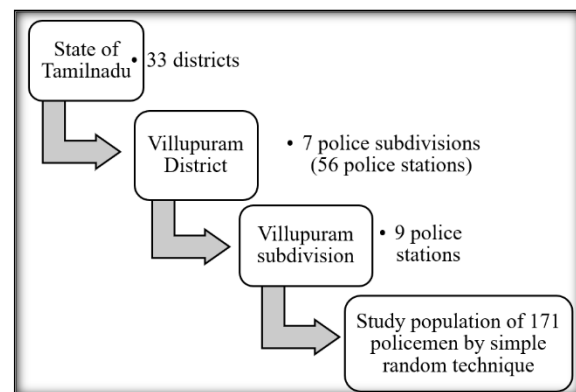 State of
Tamilnadu
• 33 districts
Villupuram
District
• 7 police subdivisions
(56 police stations)
Villupuram
subdivision
• 9 police
stations
Study population of 171
policemen by simple
random technique